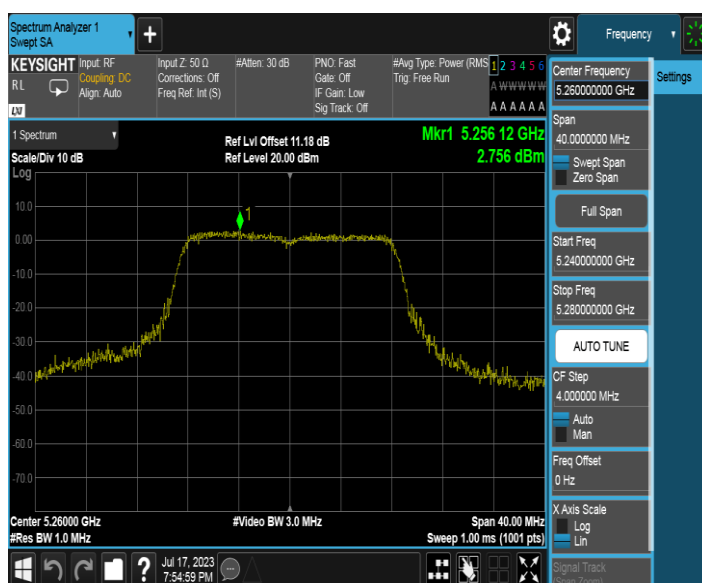 Spectrum Analyzer 1
Swept SA
Frequency
KEYSIGHT
R L
LXI
Input: RF
Coupling: DC
Align: Auto
Input Z: 50 Ω
Corrections: Off
Freq Ref: Int (S)
#Atten: 30 dB
PNO: Fast
Gate: Off
IF Gain: Low
Sig Track: Off
#Avg Type: Power (RMS
Trig: Free Run
1 2 3 4 5 6
A W W W W W
A A A A A A
1 Spectrum
Scale/Div 10 dB
Log
Ref Lvl Offset 11.18 dB
Ref Level 20.00 dBm
Mkr1 5.256 12 GHz
2.756 dBm
1
10.0
0.00
-10.0
-20.0
-30.0
-40.0
-50.0
-60.0
-70.0
Center 5.26000 GHz
#Res BW 1.0 MHz
#Video BW 3.0 MHz
Span 40.00 MHz
Sweep 1.00 ms (1001 pts)
?
Jul 17, 2023
7:54:59 PM
Center Frequency
5.260000000 GHz
Settings
Span
40.0000000 MHz
Swept Span
Zero Span
Full Span
Start Freq
5.240000000 GHz
Stop Freq
5.280000000 GHz
AUTO TUNE
CF Step
4.000000 MHz
Auto
Man
Freq Offset
0 Hz
X Axis Scale
Log
Lin
Signal Track
(Span Zoom)